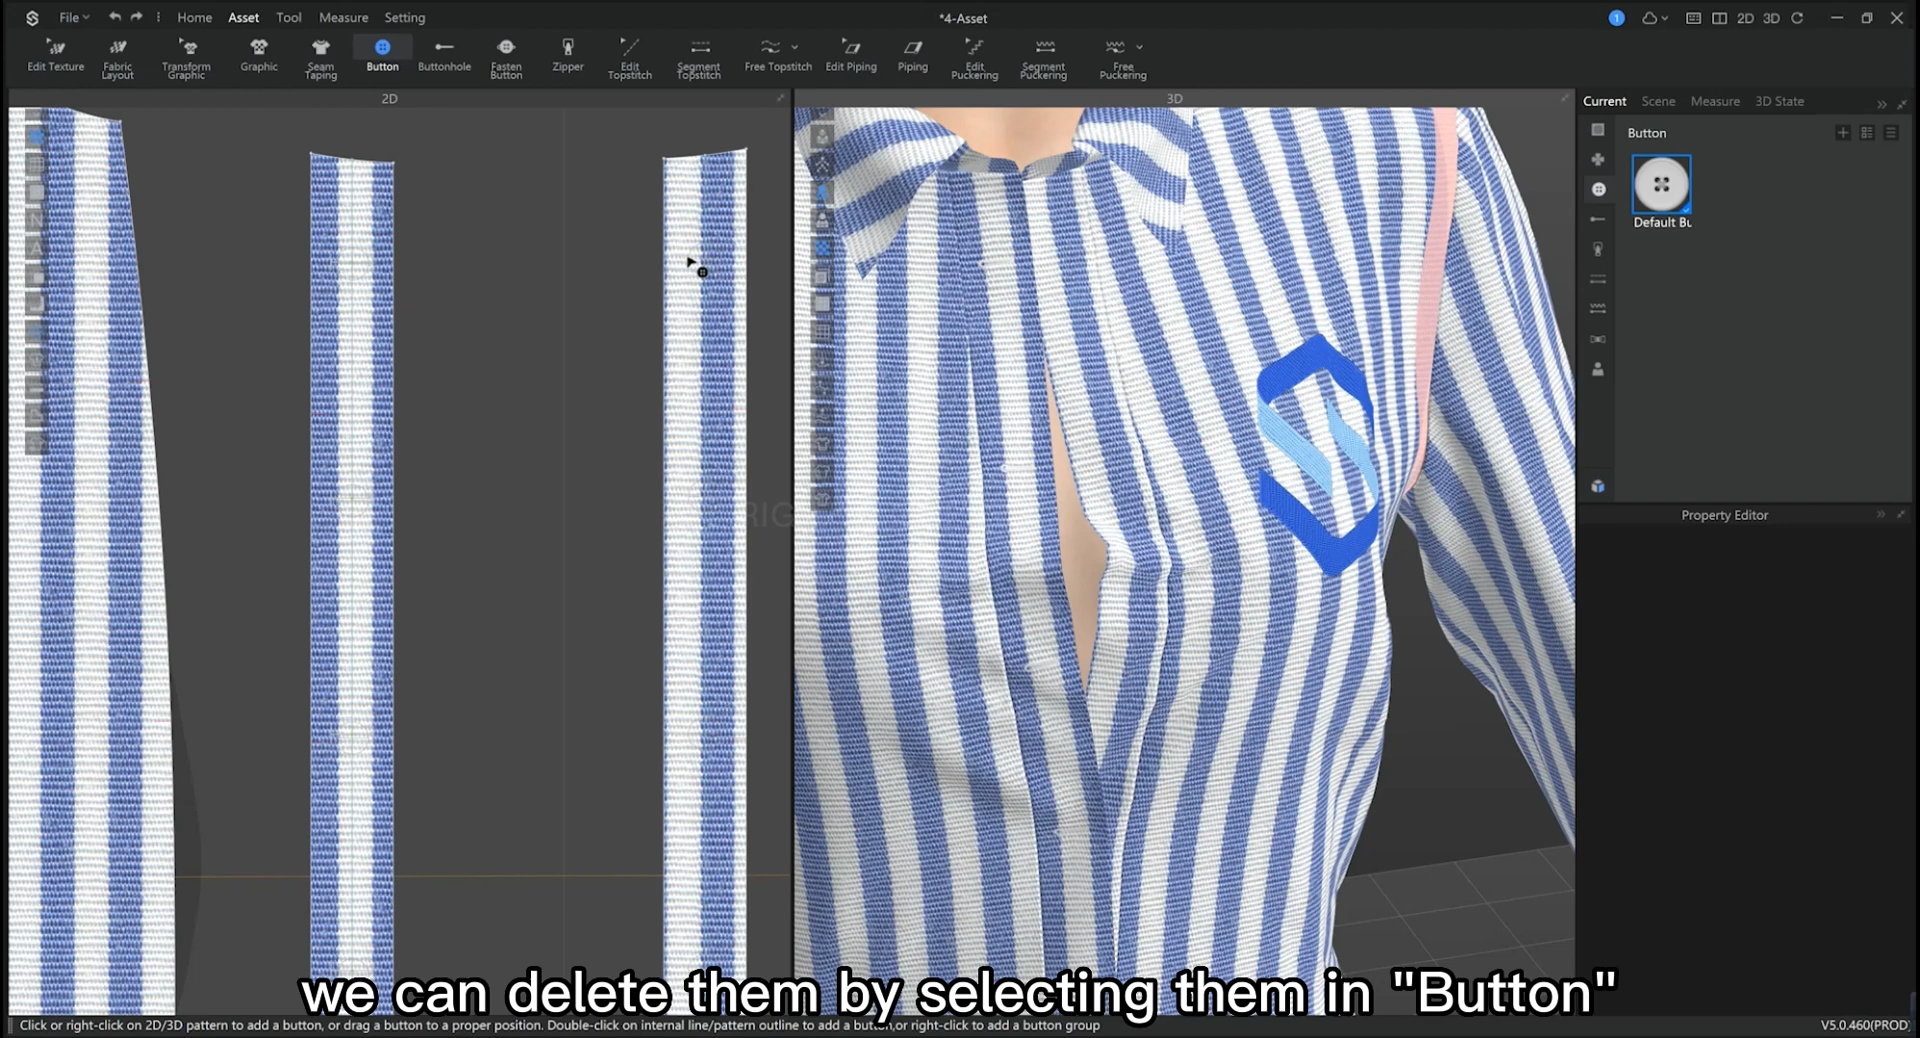 File Home Asset Tool Measure Setting
*4-Asset
1 2D 3D
Edit Texture
Fabric Layout
Transform Graphic
Graphic
Seam Taping
Button
Buttonhole
Fasten Button
Zipper
Edit Topstitch
Segment Topstitch
Free Topstitch
Edit Piping
Piping
Edit Puckering
Segment Puckering
Free Puckering
2D
3D
Current Scene Measure 3D State
Button
Default Bu
RIG
Property Editor
we can delete them by selecting them in "Button"
Click or right-click on 2D/3D pattern to add a button, or drag a button to a proper position. Double-click on internal line/pattern outline to add a button,or right-click to add a button group
V5.0.460(PROD)